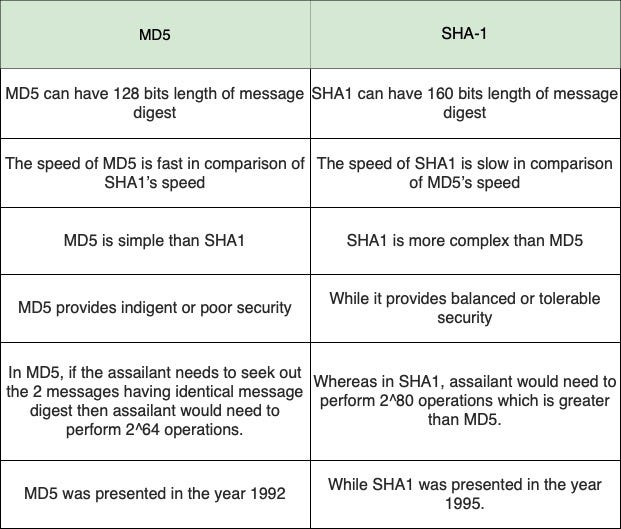 MD5
SHA-1
MD5 can have 128 bits length of message
digest
SHA1 can have 160 bits length of message
digest
The speed of MD5 is fast in comparison of
SHA1's speed
The speed of SHA1 is slow in comparison
of MD5's speed
MD5 is simple than SHA1
SHA1 is more complex than MD5
MD5 provides indigent or poor security
While it provides balanced or tolerable
security
In MD5, if the assailant needs to seek out
the 2 messages having identical message
digest then assailant would need to
perform 2^64 operations.
Whereas in SHA1, assailant would need to
perform 2^80 operations which is greater
than MD5.
MD5 was presented in the year 1992
While SHA1 was presented in the year
1995.